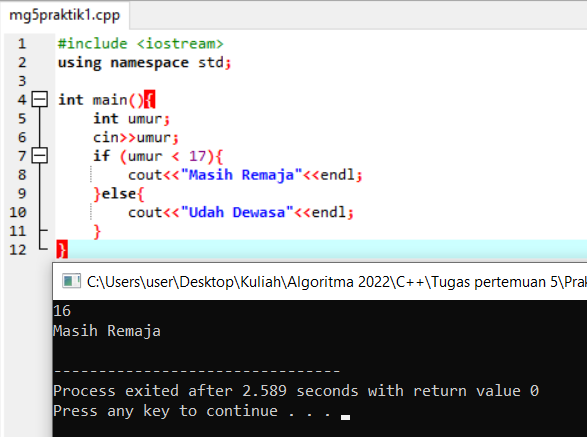 mg5praktik1.cpp
1 #include <iostream>
2 using namespace std;
3
4 int main(){
5 int umur;
6 cin>>umur;
7 if (umur < 17){
8 cout<<"Masih Remaja"<<endl;
9 }else{
10 cout<<"Udah Dewasa"<<endl;
11 }
12 }
C:\Users\user\Desktop\Kuliah\Algoritma 2022\C++\Tugas pertemuan 5\Pra
16
Masih Remaja
--------------------------------
Process exited after 2.589 seconds with return value 0
Press any key to continue . . .